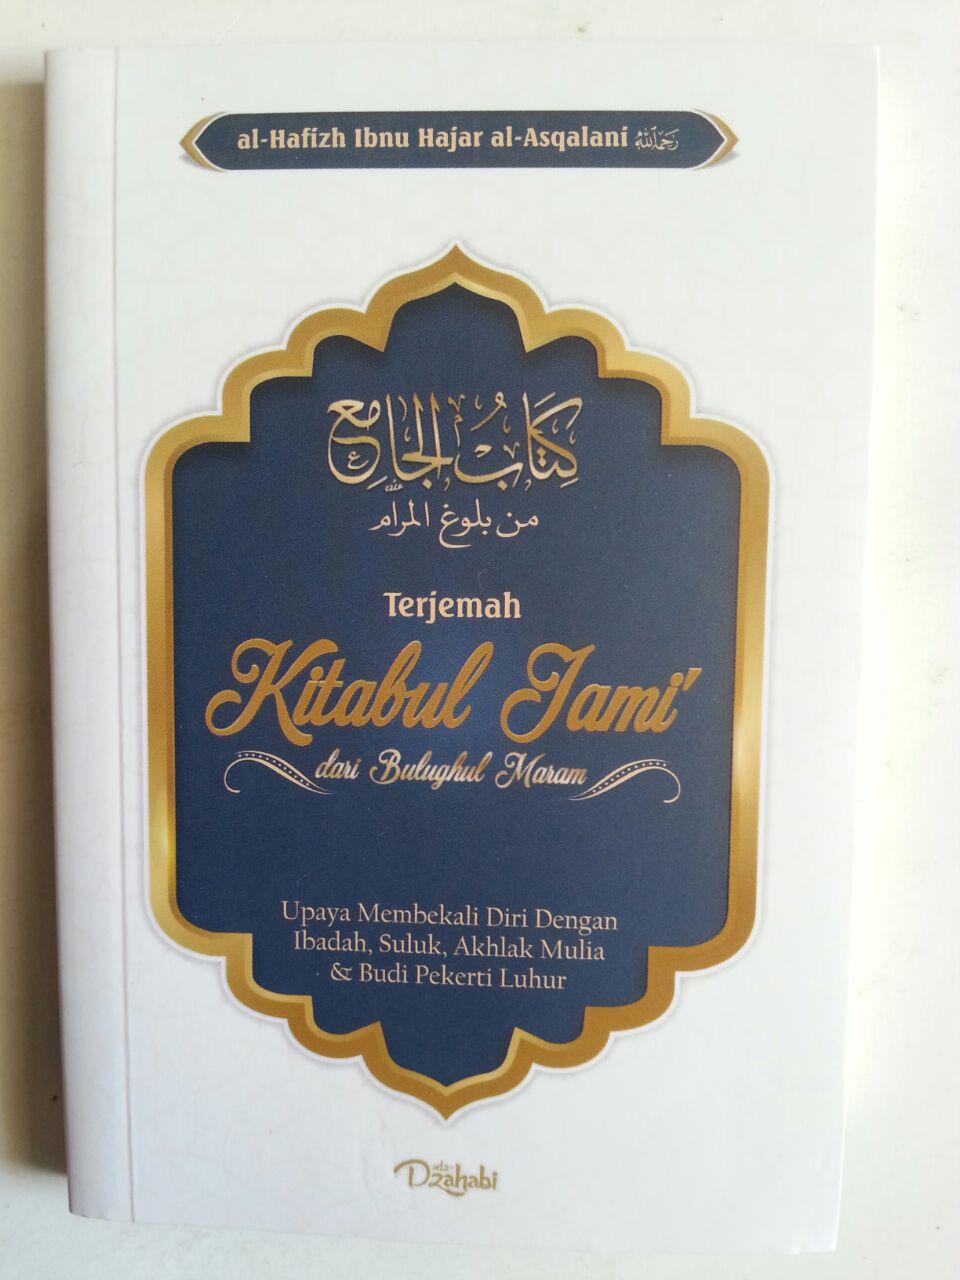 al-Hafizh Ibnu Hajar al-Asqalani رحمه الله
كِتَابُ الجَامِع
من بلوغ المرام
Terjemah
Kitabul Jami'
dari Bulughul Maram
Upaya Membekali Diri Dengan
Ibadah, Suluk, Akhlak Mulia
& Budi Pekerti Luhur
adz-
Dzahabi